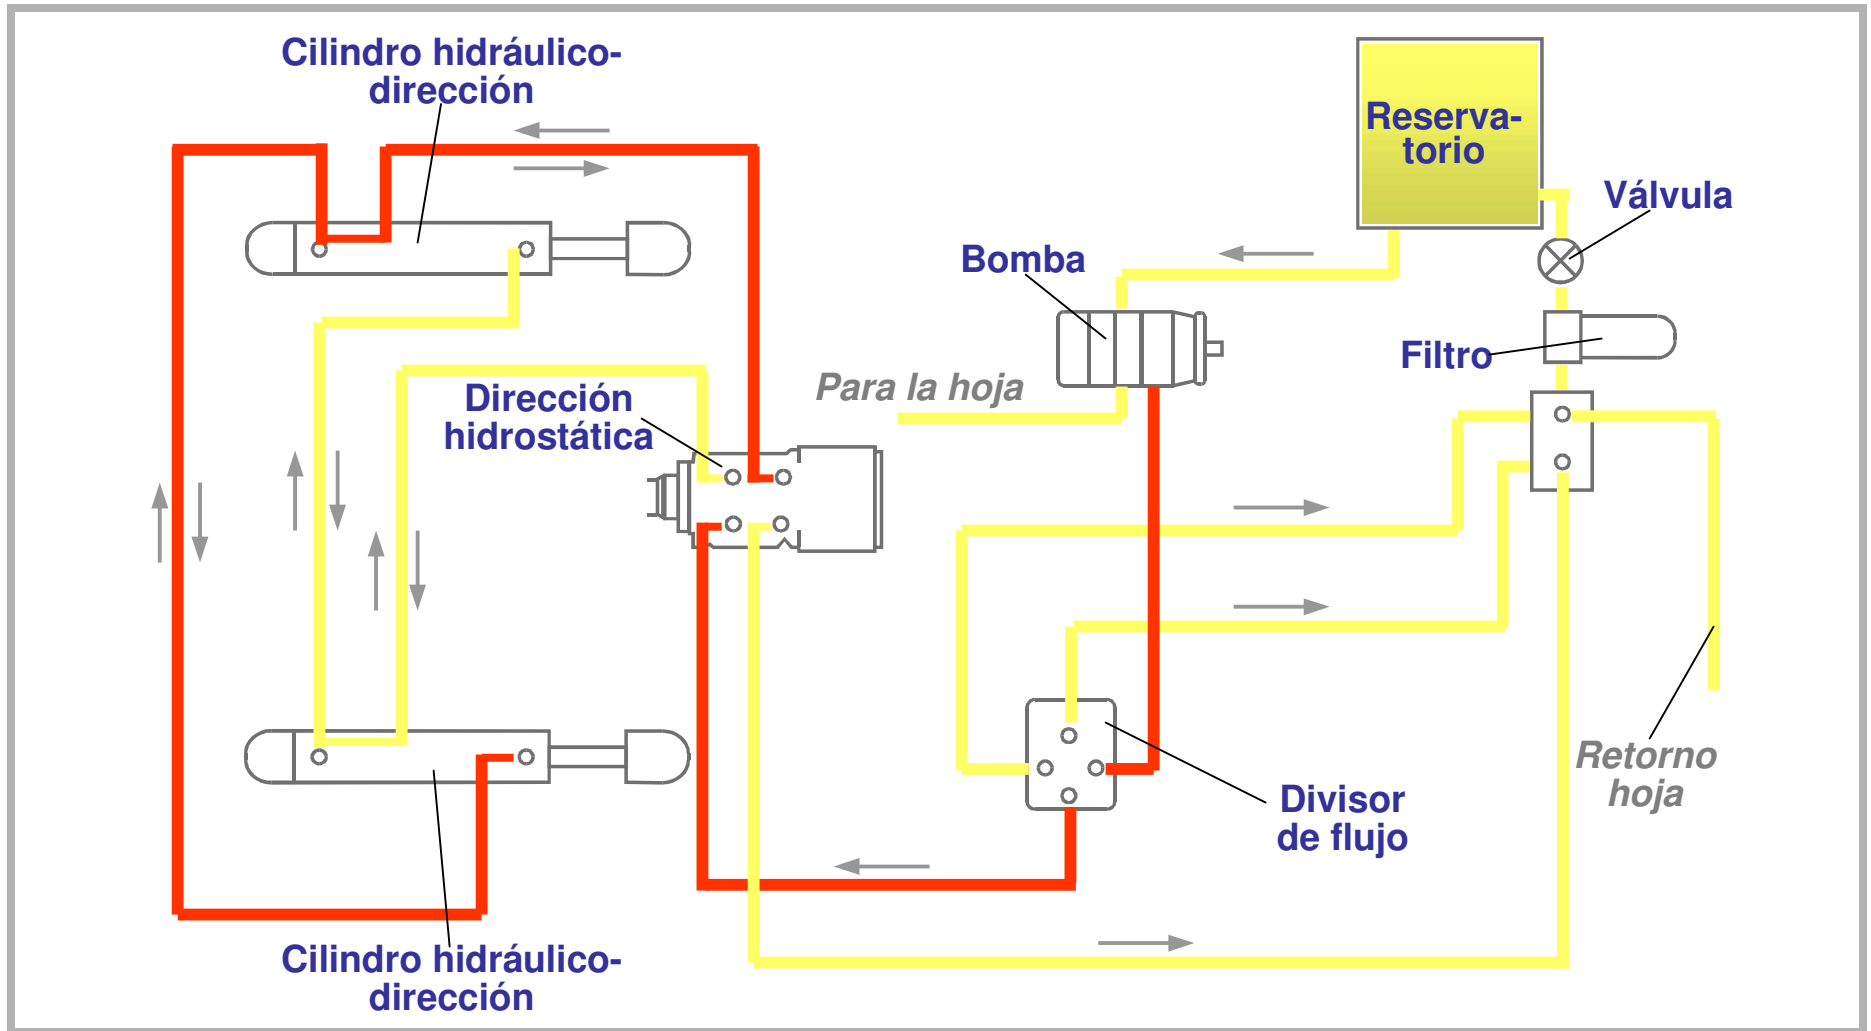 Cilindro hidráulico-
dirección
Reserva-
torio
Válvula
Bomba
Filtro
Para la hoja
Dirección
hidrostática
Retorno
hoja
Divisor
de flujo
Cilindro hidráulico-
dirección